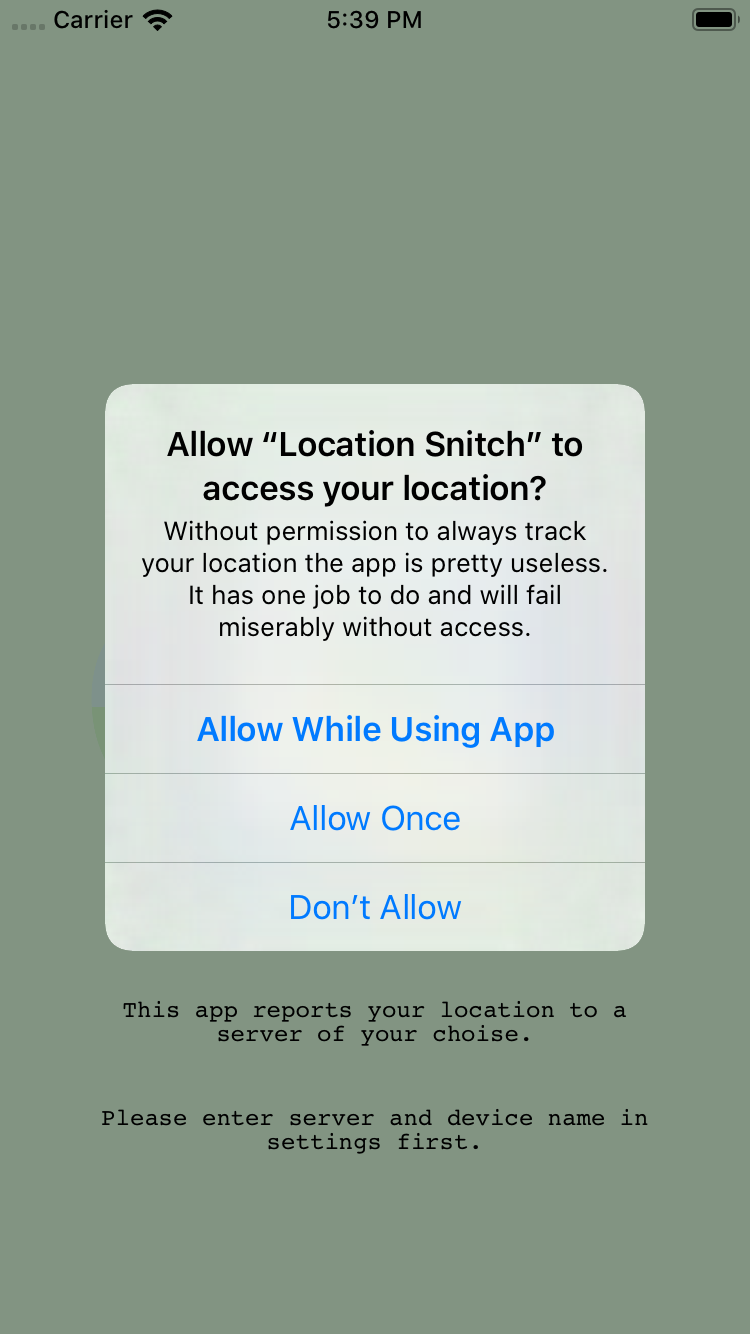 Carrier
5:39 PM
Allow “Location Snitch” to
access your location?
Without permission to always track
your location the app is pretty useless.
It has one job to do and will fail
miserably without access.
Allow While Using App
Allow Once
Don’t Allow
This app reports your location to a
server of your choise.
Please enter server and device name in
settings first.